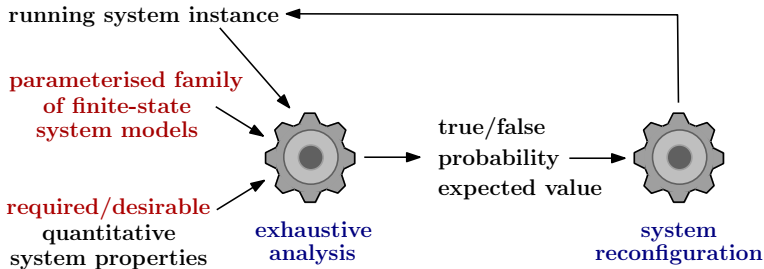 running system instance
parameterised family
of finite-state
system models
required/desirable
quantitative
system properties
exhaustive
analysis
true/false
probability
expected value
system
reconfiguration